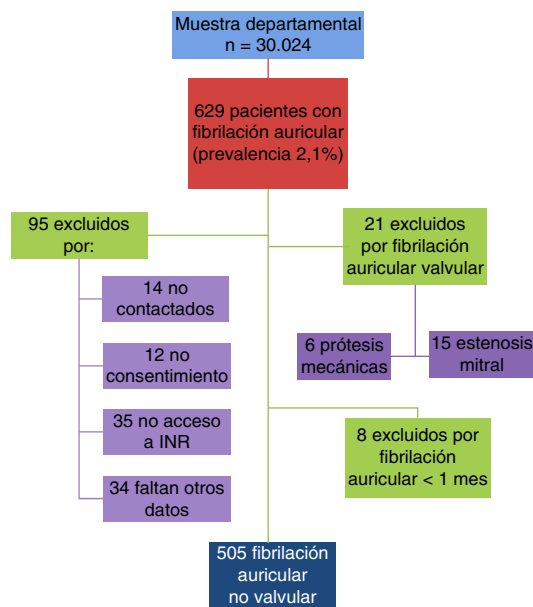 Muestra departamental
n = 30.024
629 pacientes con
fibrilación auricular
(prevalencia 2,1%)
95 excluidos
por:
14 no
contactados
12 no
consentimiento
35 no acceso
a INR
34 faltan otros
datos
21 excluidos
por fibrilación
auricular valvular
6 prótesis
mecánicas
15 estenosis
mitral
8 excluidos por
fibrilación
auricular < 1 mes
505 fibrilación
auricular
no valvular